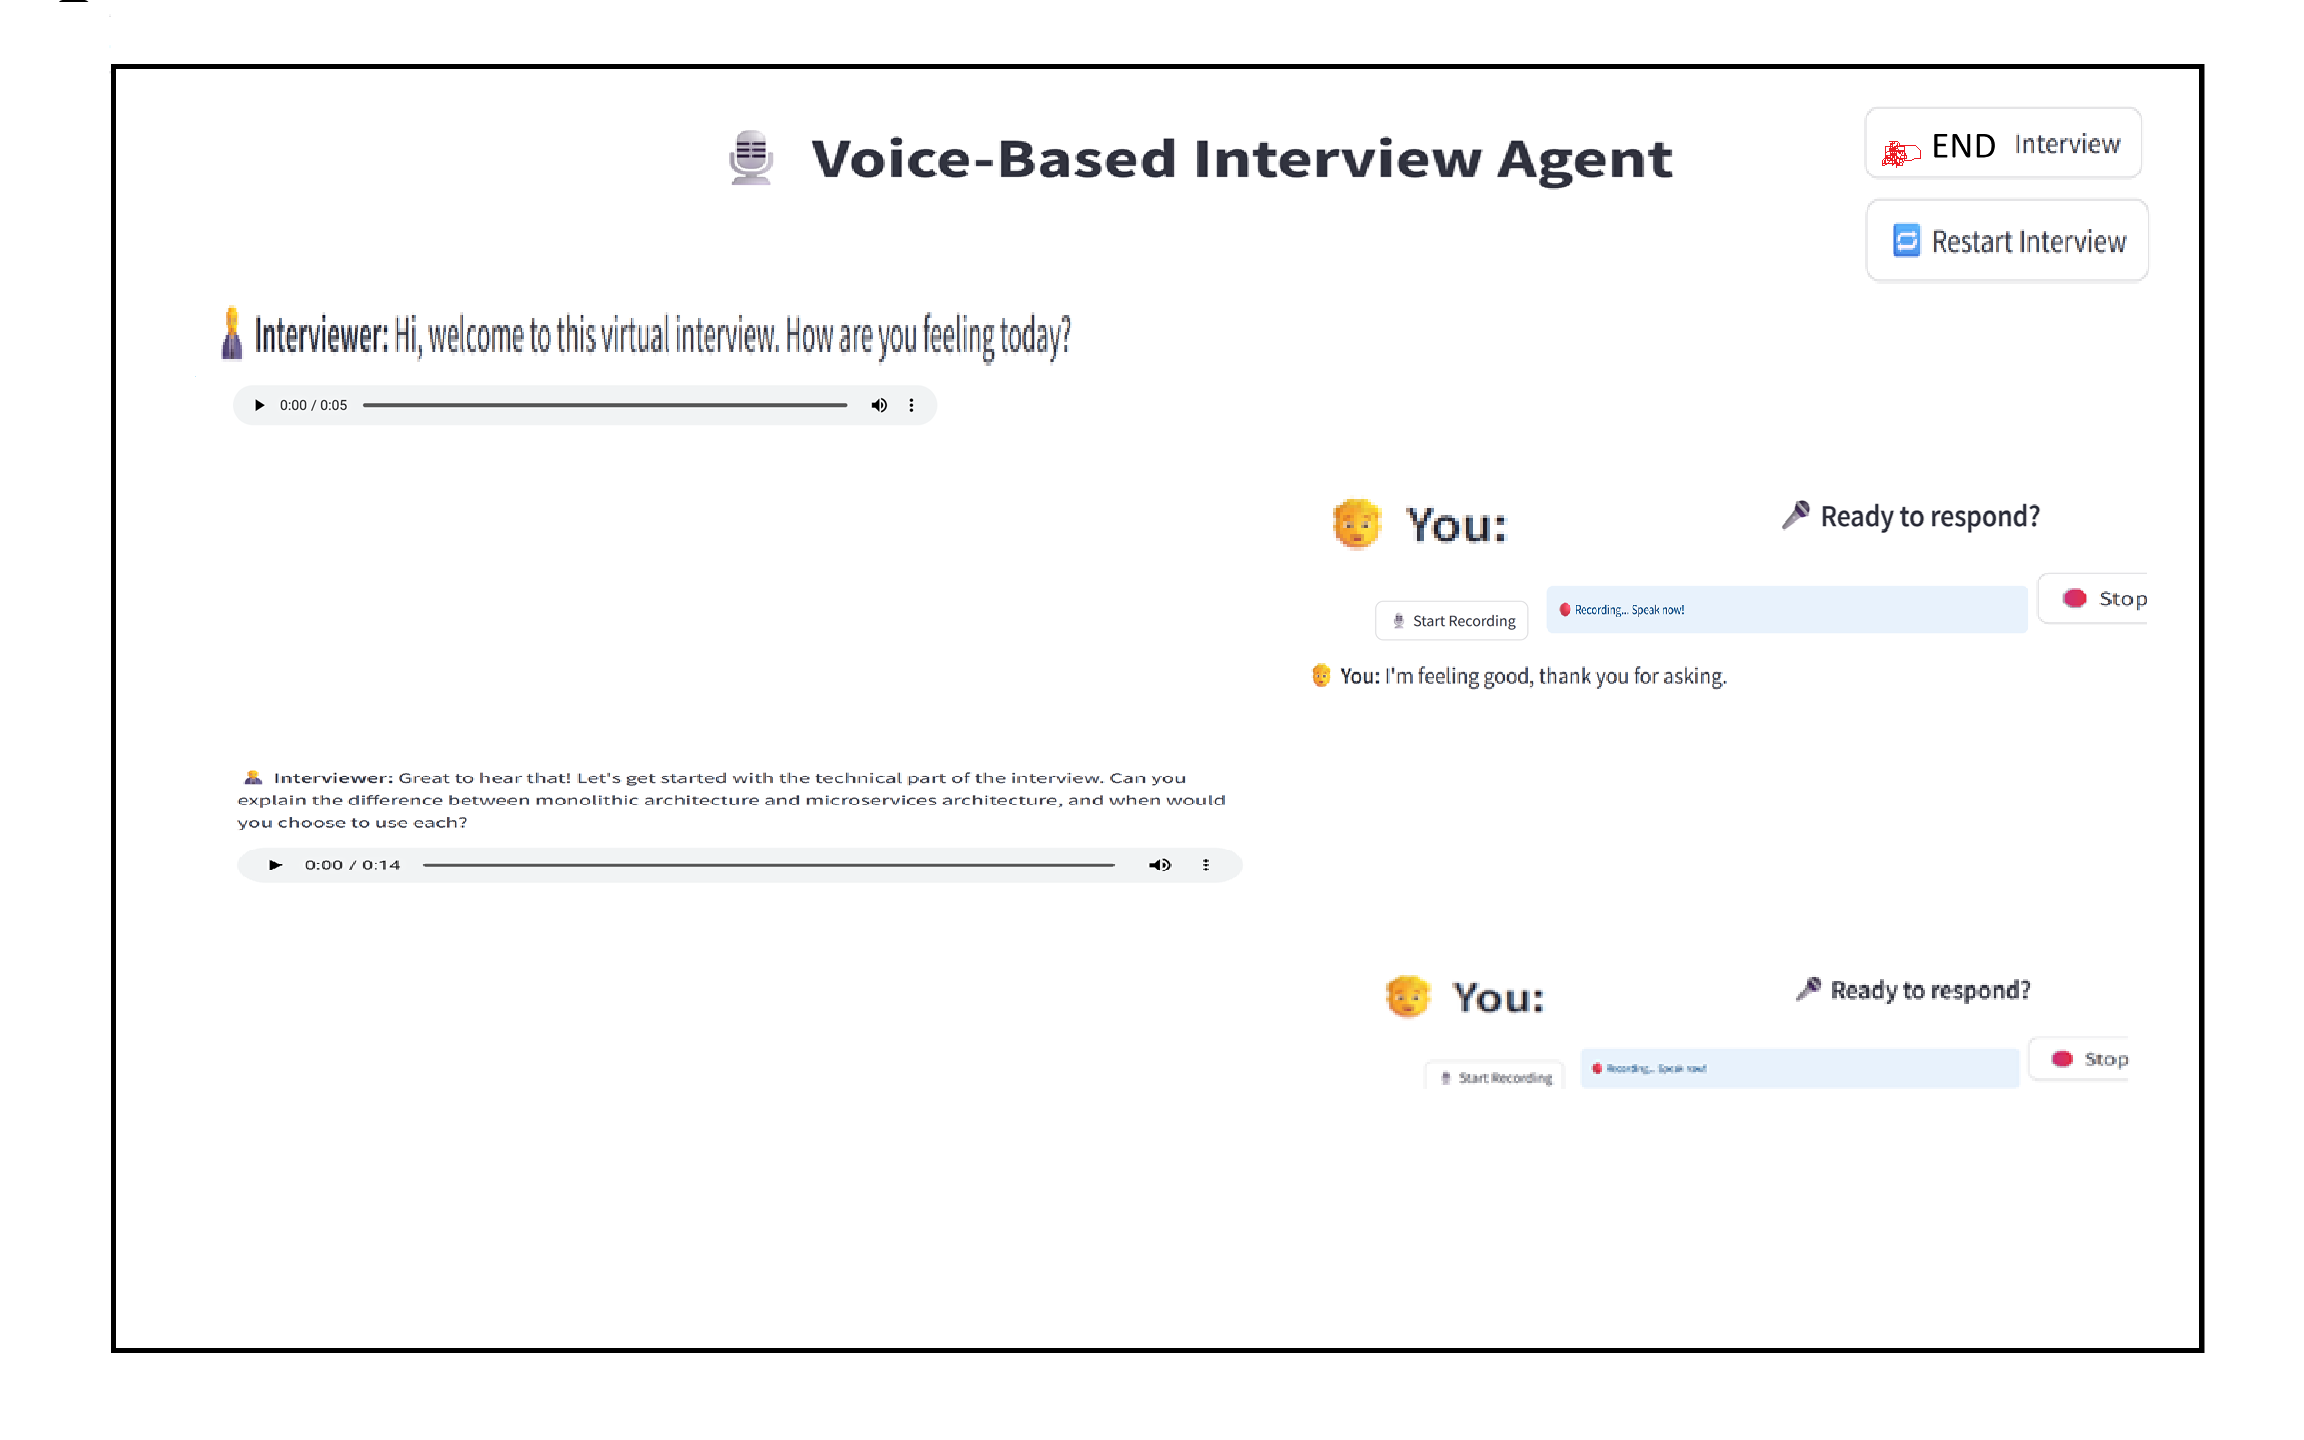 Voice-Based Interview Agent
END Interview
Restart Interview
Interviewer: Hi, welcome to this virtual interview. How are you feeling today?
0:00 / 0:05
You:
Ready to respond?
Start Recording
Recording... Speak now!
Stop
You: I'm feeling good, thank you for asking.
Interviewer: Great to hear that! Let's get started with the technical part of the interview. Can you
explain the difference between monolithic architecture and microservices architecture, and when would
you choose to use each?
0:00 / 0:14
You:
Ready to respond?
Start Recording
Recording... Speak now!
Stop